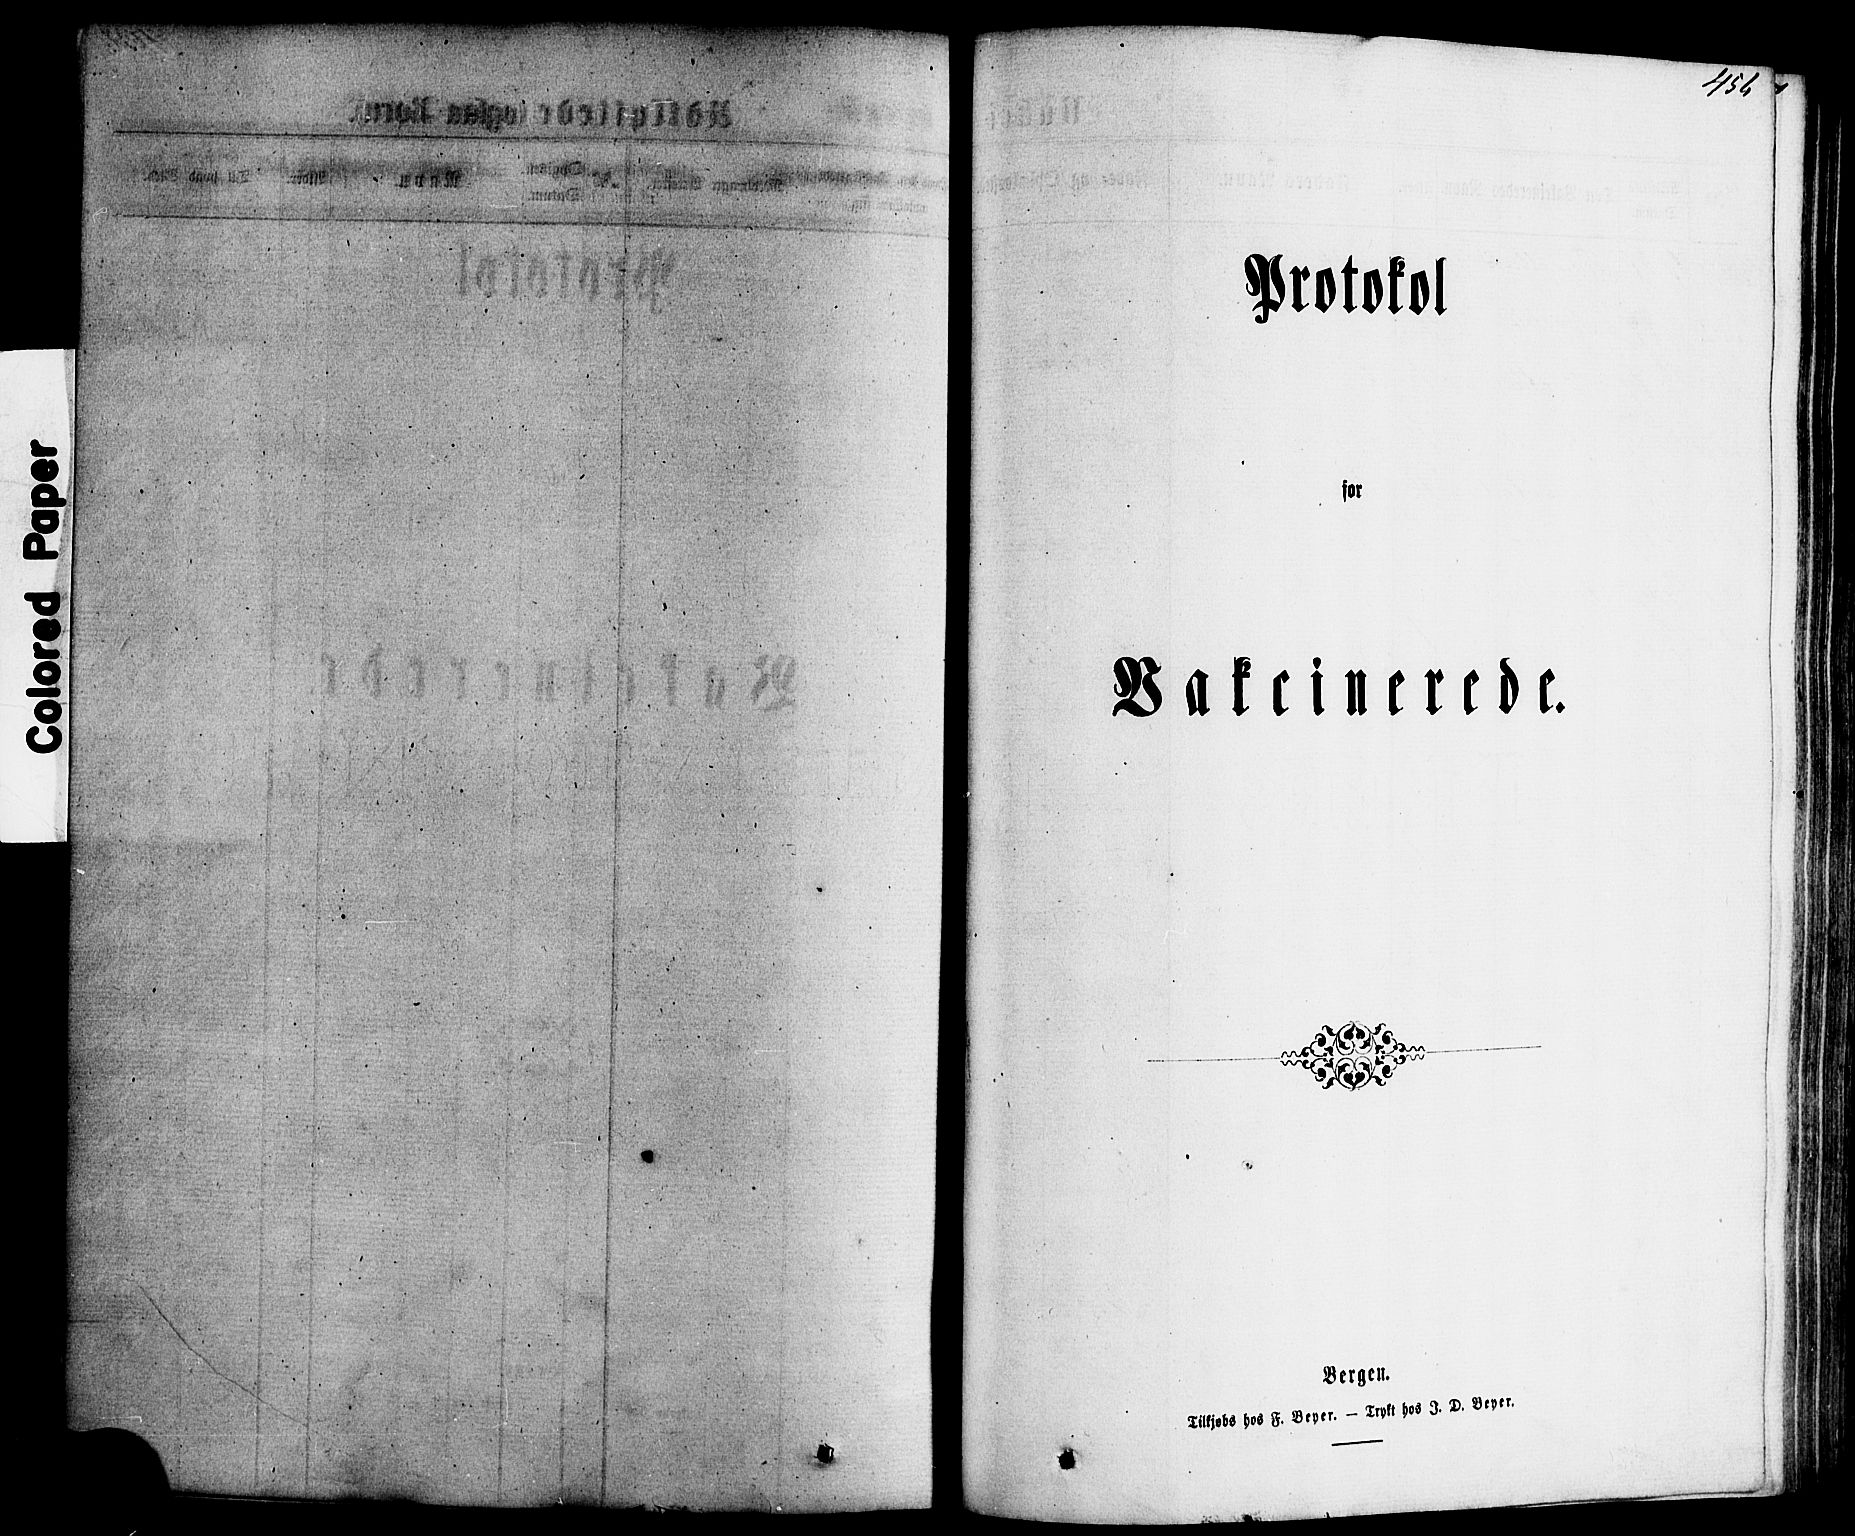 Colored Paper
456
Protokol
for
Vakcinerede.
Bergen.
Tilkjøbs hos F. Beyer. — Trykt hos J. D. Beyer.